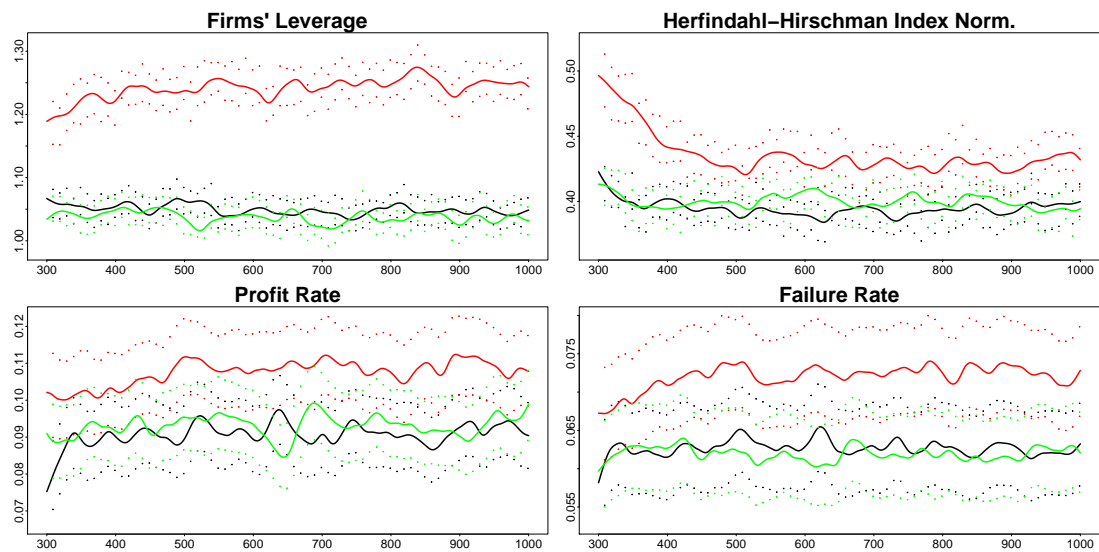 Firms' Leverage
1.00 1.10 1.20 1.30
300 400 500 600 700 800 900 1000
Herfindahl−Hirschman Index Norm.
0.40 0.45 0.50
300 400 500 600 700 800 900 1000
Profit Rate
0.07 0.08 0.09 0.10 0.11 0.12
300 400 500 600 700 800 900 1000
Failure Rate
0.055 0.065 0.075
300 400 500 600 700 800 900 1000